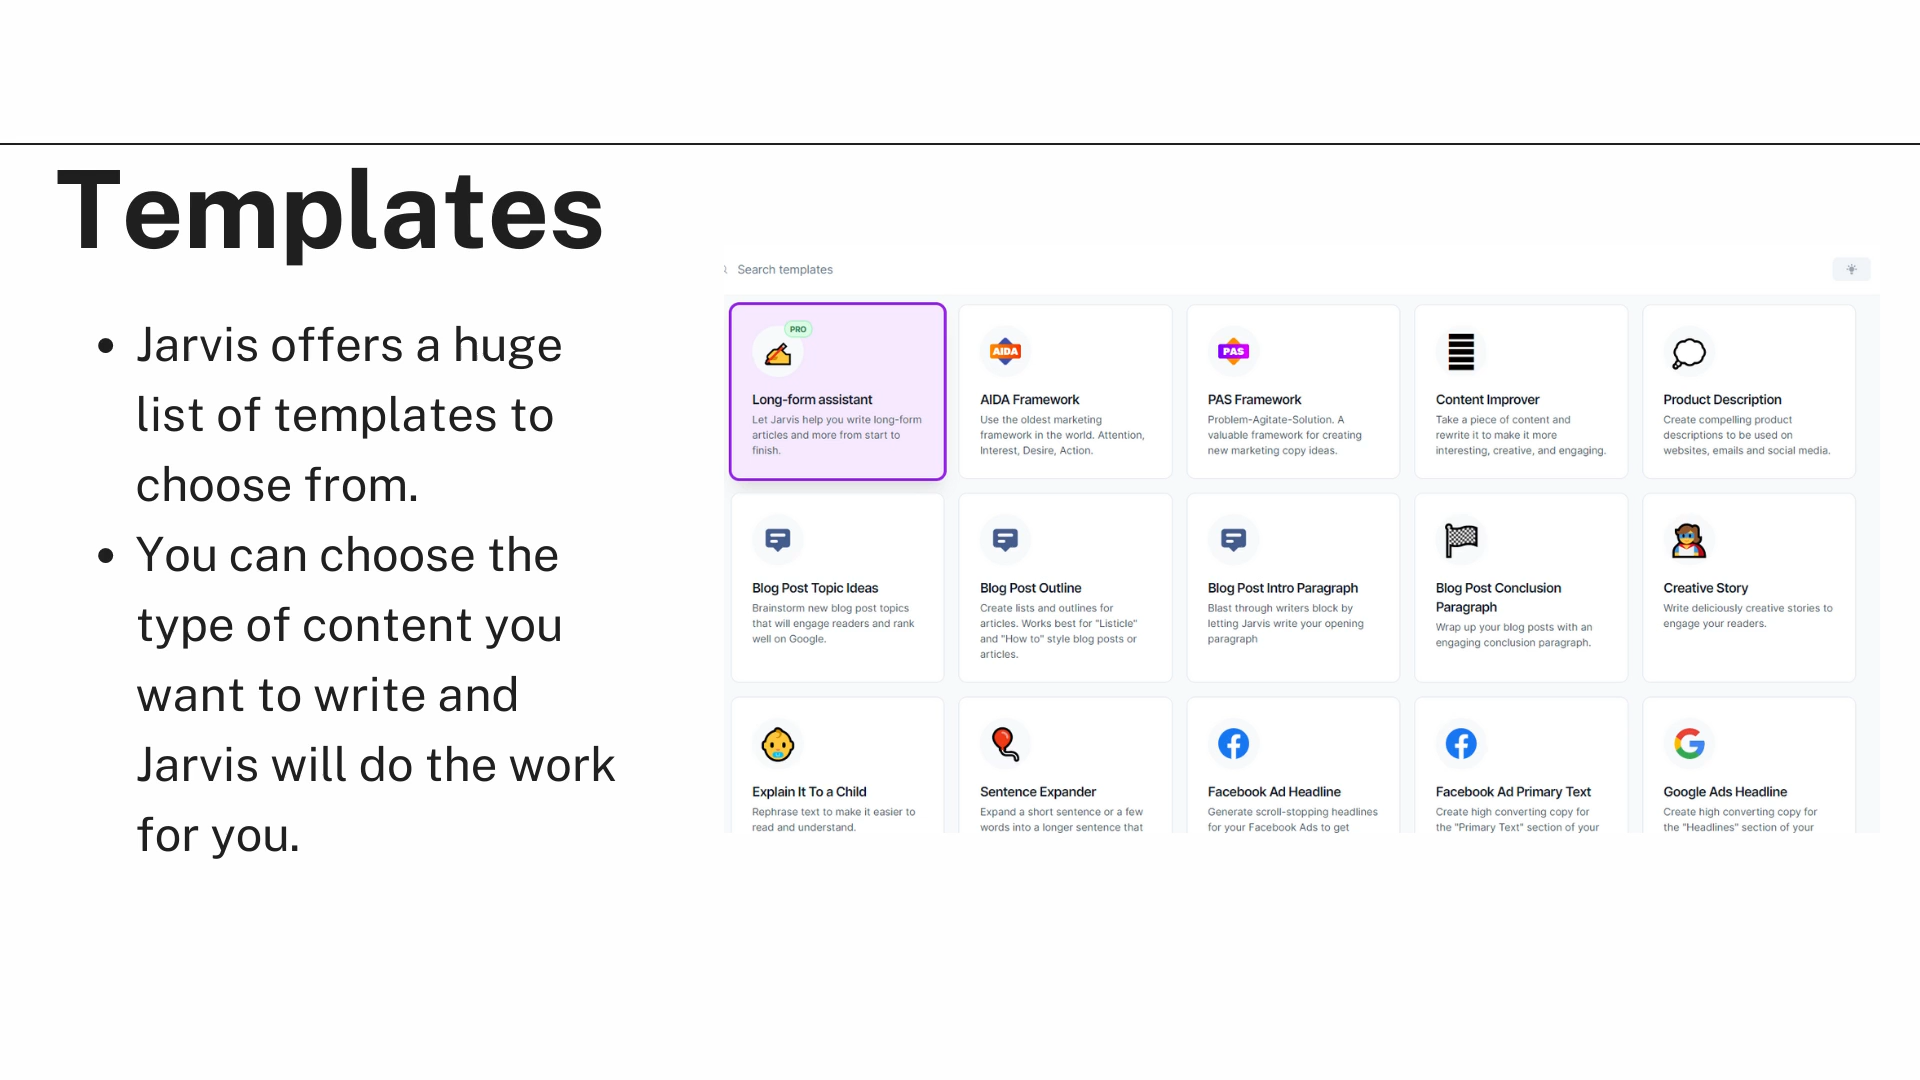 Templates
• Jarvis offers a huge
list of templates to
choose from.
• You can choose the
type of content you
want to write and
Jarvis will do the work
for you.
Search templates
PRO
Long-form assistant
Let Jarvis help you write long-form
articles and more from start to
finish.
AIDA
AIDA Framework
Use the oldest marketing
framework in the world. Attention,
Interest, Desire, Action.
PAS
PAS Framework
Problem-Agitate-Solution. A
valuable framework for creating
new marketing copy ideas.
Content Improver
Take a piece of content and
rewrite it to make it more
interesting, creative, and engaging.
Product Description
Create compelling product
descriptions to be used on
websites, emails and social media.
Blog Post Topic Ideas
Brainstorm new blog post topics
that will engage readers and rank
well on Google.
Blog Post Outline
Create lists and outlines for
articles. Works best for "Listicle"
and "How to" style blog posts or
articles.
Blog Post Intro Paragraph
Blast through writers block by
letting Jarvis write your opening
paragraph
Blog Post Conclusion
Paragraph
Wrap up your blog posts with an
engaging conclusion paragraph.
Creative Story
Write deliciously creative stories to
engage your readers.
Explain It To a Child
Rephrase text to make it easier to
read and understand.
Sentence Expander
Expand a short sentence or a few
words into a longer sentence that
Facebook Ad Headline
Generate scroll-stopping headlines
for your Facebook Ads to get
Facebook Ad Primary Text
Create high converting copy for
the "Primary Text" section of your
Google Ads Headline
Create high converting copy for
the "Headlines" section of your